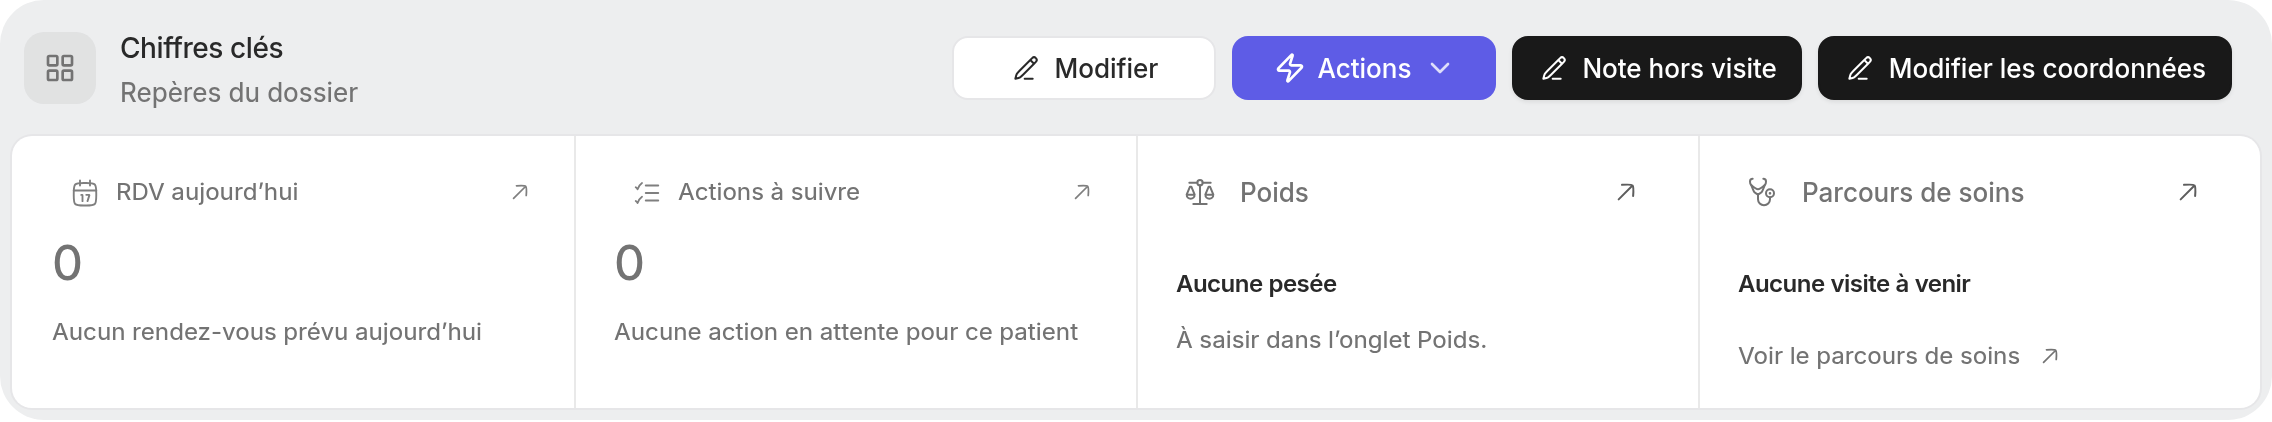 Chiffres clés
Repères du dossier
Modifier
Actions
Note hors visite
Modifier les coordonnées
17
RDV aujourd’hui
0
Aucun rendez-vous prévu aujourd’hui
Actions à suivre
0
Aucune action en attente pour ce patient
Poids
Aucune pesée
À saisir dans l’onglet Poids.
Parcours de soins
Aucune visite à venir
Voir le parcours de soins